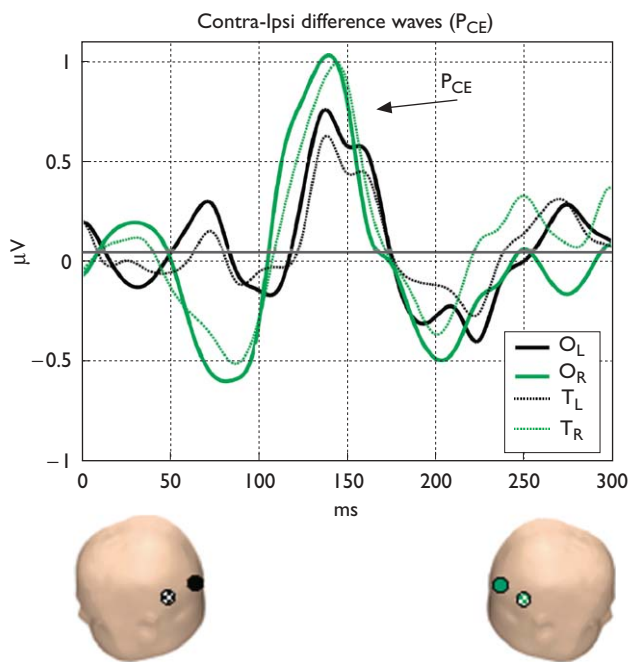 Contra-Ipsi difference waves (P_CE)
1
0.5
0
−0.5
−1
μV
P_CE
O_L
O_R
T_L
T_R
0 50 100 150 200 250 300
ms